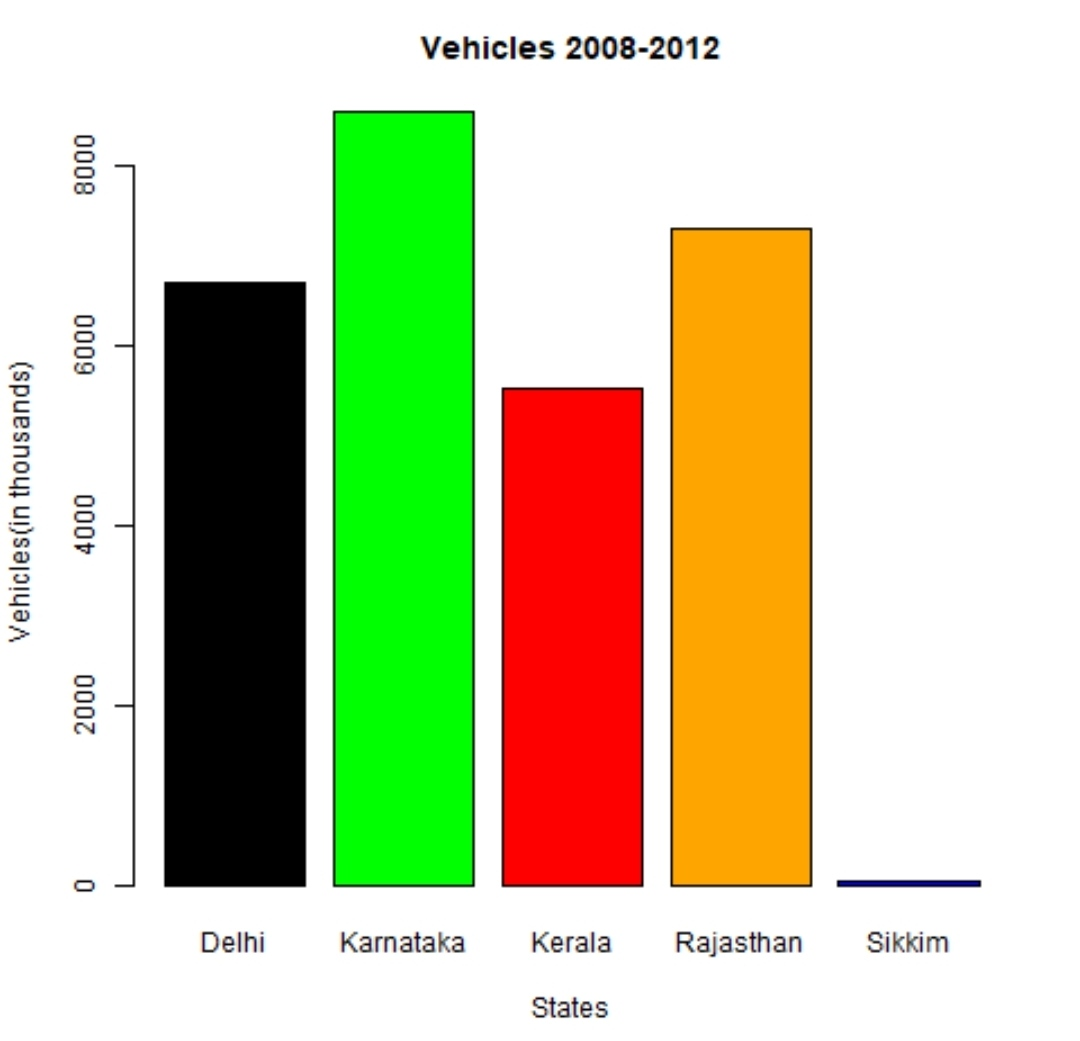 Vehicles 2008-2012
Vehicles(in thousands)
8000
6000
4000
2000
0
Delhi Karnataka Kerala Rajasthan Sikkim
States